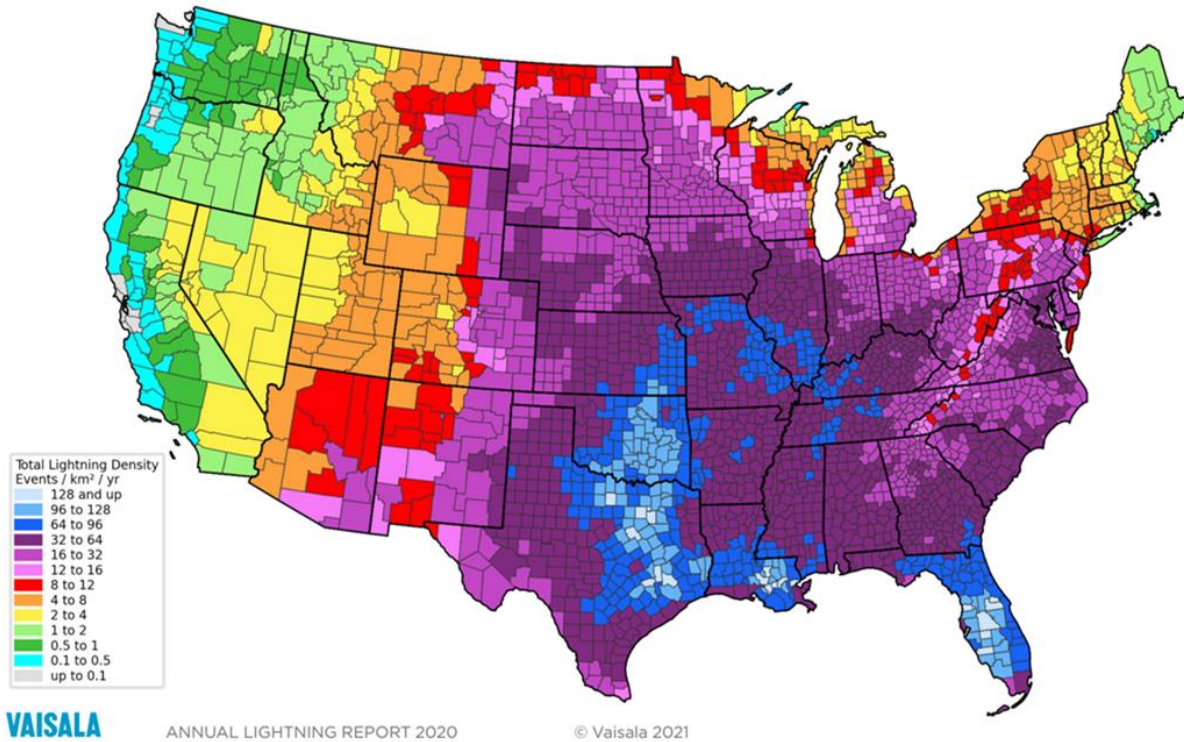 Total Lightning Density
Events / km² / yr
128 and up
96 to 128
64 to 96
32 to 64
16 to 32
12 to 16
8 to 12
4 to 8
2 to 4
1 to 2
0.5 to 1
0.1 to 0.5
up to 0.1
VAISALA ANNUAL LIGHTNING REPORT 2020 © Vaisala 2021